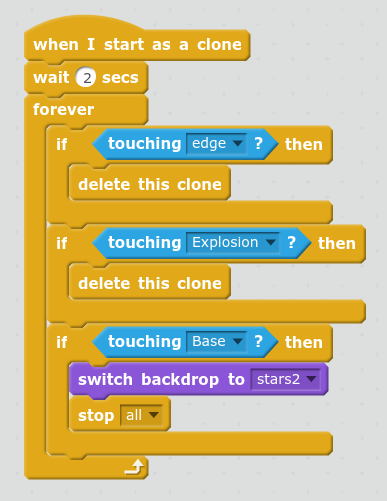 when I start as a clone
wait 2 secs
forever
if touching edge ? then
delete this clone
if touching Explosion ? then
delete this clone
if touching Base ? then
switch backdrop to stars2
stop all